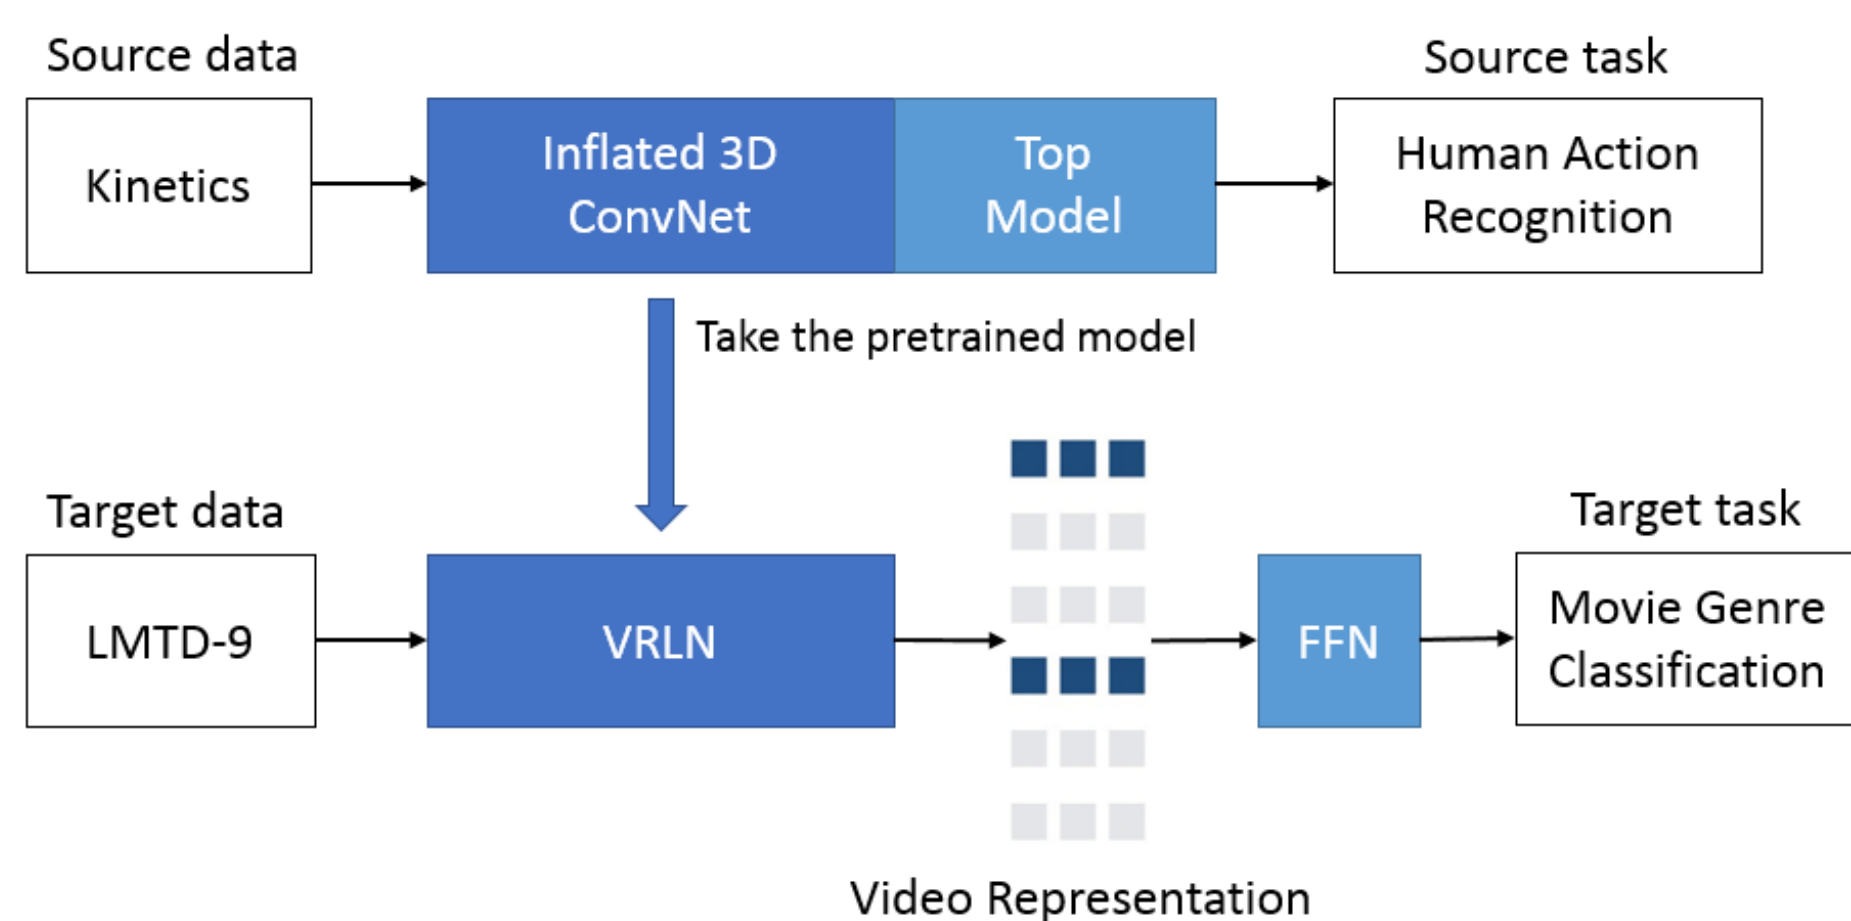 Source data
Source task
Kinetics
Inflated 3D
ConvNet
Top
Model
Human Action
Recognition
Take the pretrained model
Target data
Target task
LMTD-9
VRLN
FFN
Movie Genre
Classification
Video Representation